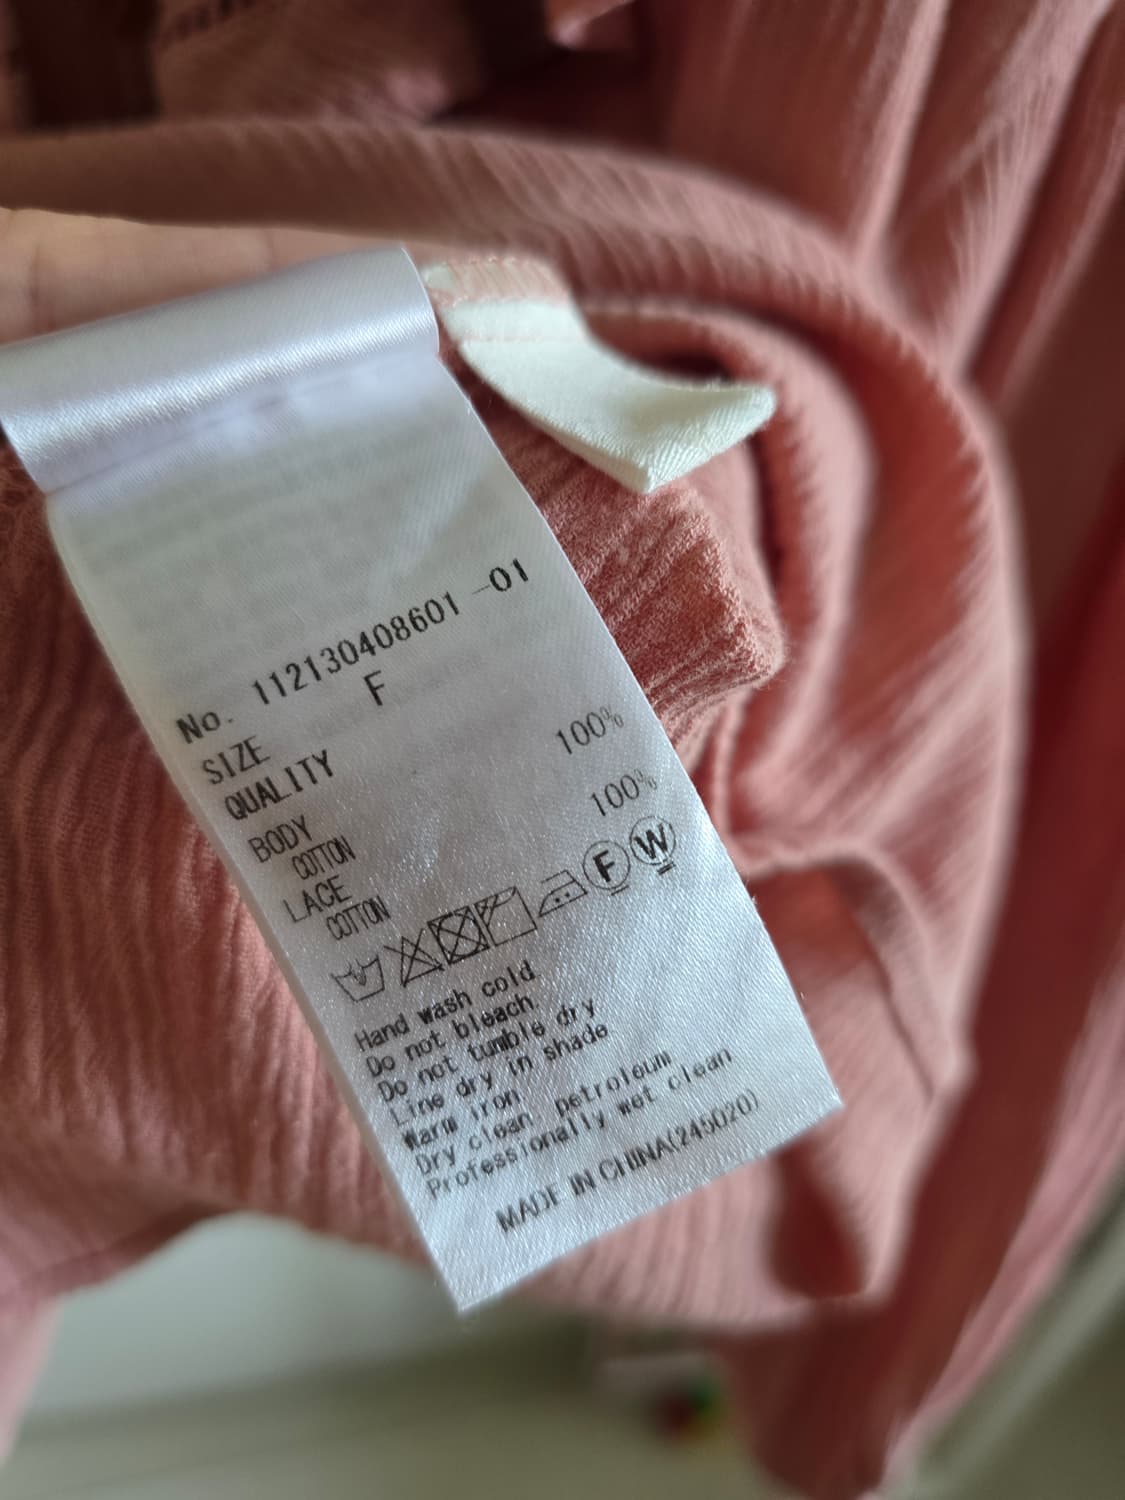 No. 112130408601-01
SIZE F
QUALITY
BODY
COTTON 100%
LACE
COTTON 100%
F W
Hand wash cold
Do not bleach
Do not tumble dry
Line dry in shade
Warm iron
Dry clean petroleum
Professionally wet clean
MADE IN CHINA(245020)